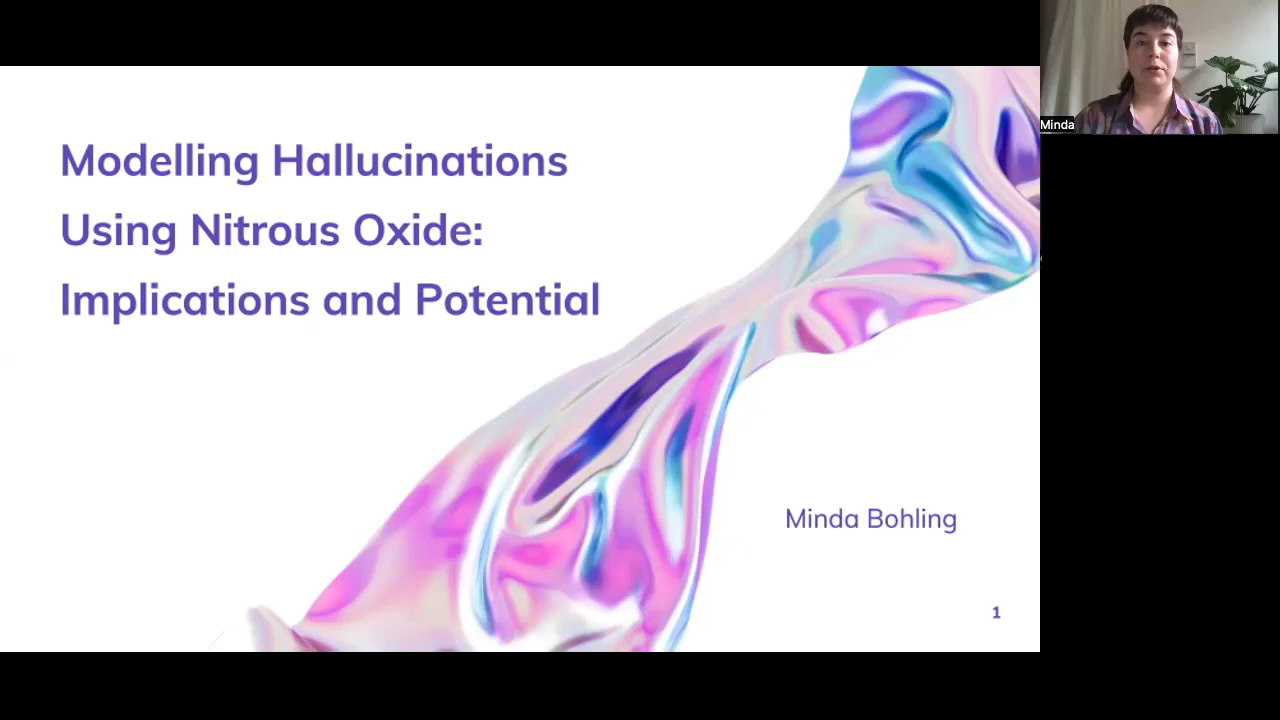 Modelling Hallucinations
Using Nitrous Oxide:
Implications and Potential
Minda Bohling
1
Minda